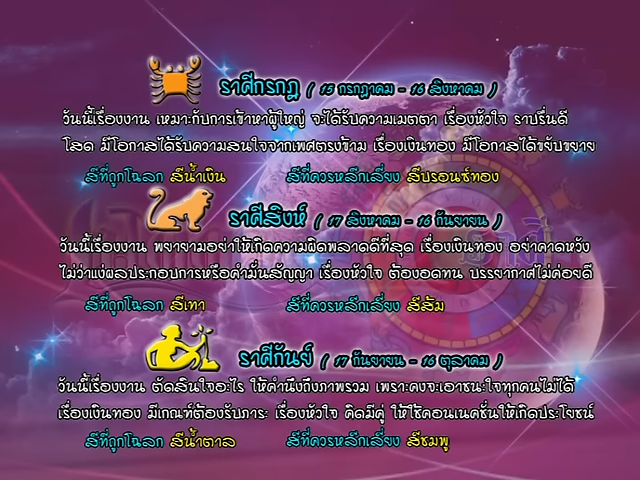 ราศีกรกฎ ( 15 กรกฎาคม - 16 สิงหาคม )
วันนี้เรื่องงาน เหมาะกับการเข้าหาผู้ใหญ่ จะได้รับความเมตตา เรื่องหัวใจ ราบรื่นดี
โสด มีโอกาสได้รับความสนใจจากเพศตรงข้าม เรื่องเงินทอง มีโอกาสได้ขยับขยาย
สีที่ถูกโฉลก สีน้ำเงิน สีที่ควรหลีกเลี่ยง สีบรอนซ์ทอง
ราศีสิงห์ ( 17 สิงหาคม - 16 กันยายน )
วันนี้เรื่องงาน พยายามอย่าให้เกิดความผิดพลาดดีที่สุด เรื่องเงินทอง อย่าคาดหวัง
ไม่ว่าแง่ผลประกอบการหรือคำมั่นสัญญา เรื่องหัวใจ ต้องอดทน บรรยากาศไม่ค่อยดี
สีที่ถูกโฉลก สีเทา สีที่ควรหลีกเลี่ยง สีส้ม
ราศีกันย์ ( 17 กันยายน - 16 ตุลาคม )
วันนี้เรื่องงาน ตัดสินใจอะไร ให้คำนึงถึงภาพรวม เพราะคงจะเอาชนะใจทุกคนไม่ได้
เรื่องเงินทอง มีเกณฑ์ต้องรับภาระ เรื่องหัวใจ คิดมีคู่ ให้ใช้คอนเนคชั่นให้เกิดประโยชน์
สีที่ถูกโฉลก สีน้ำตาล สีที่ควรหลีกเลี่ยง สีชมพู